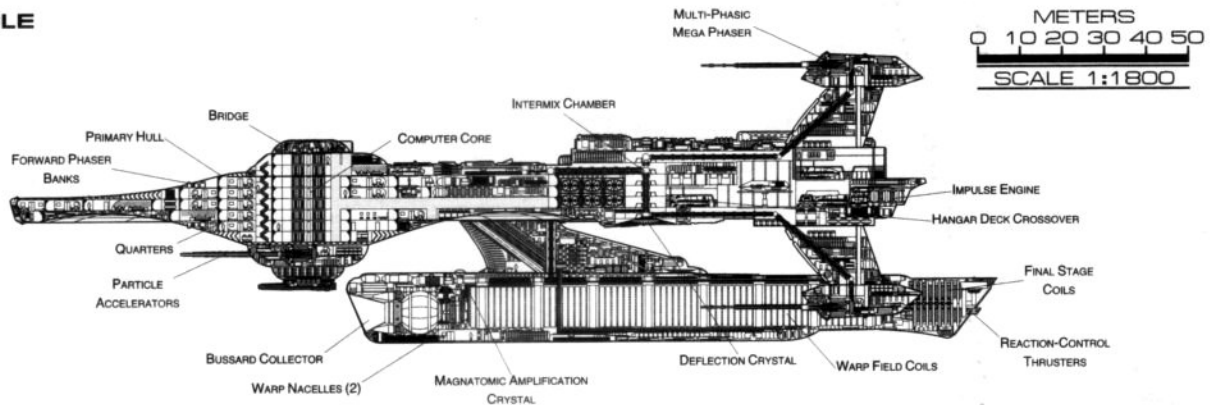 LE
METERS
0 10 20 30 40 50
SCALE 1:1800
MULTI-PHASIC
MEGA PHASER
INTERMIX CHAMBER
BRIDGE
COMPUTER CORE
PRIMARY HULL
FORWARD PHASER
BANKS
IMPULSE ENGINE
HANGAR DECK CROSSOVER
QUARTERS
PARTICLE
ACCELERATORS
FINAL STAGE
COILS
REACTION-CONTROL
THRUSTERS
BUSSARD COLLECTOR
WARP NACELLES (2)
MAGNATOMIC AMPLIFICATION
CRYSTAL
DEFLECTION CRYSTAL
WARP FIELD COILS